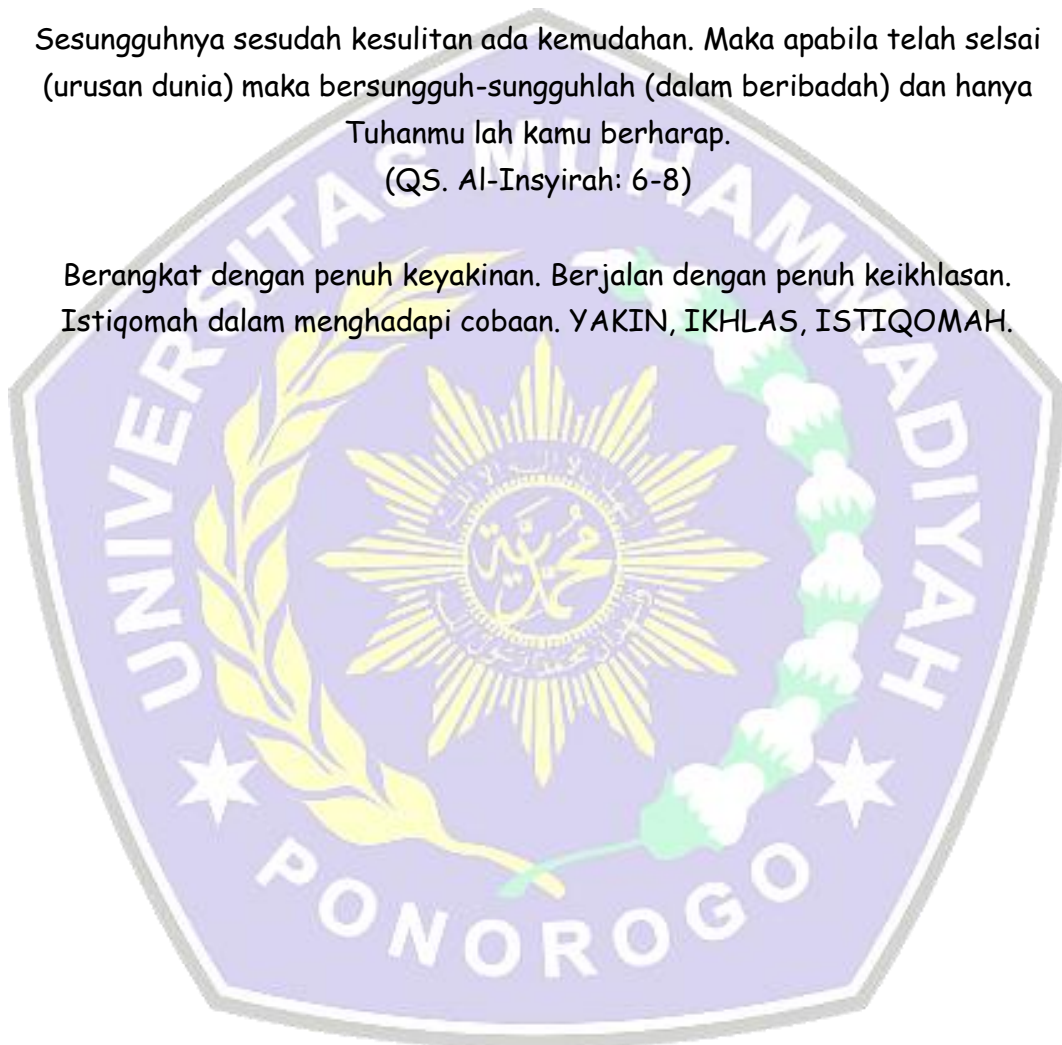 Sesungguhnya sesudah kesulitan ada kemudahan. Maka apabila telah selsai
(urusan dunia) maka bersungguh-sungguhlah (dalam beribadah) dan hanya
Tuhanmu lah kamu berharap.
(QS. Al-Insyirah: 6-8)
Berangkat dengan penuh keyakinan. Berjalan dengan penuh keikhlasan.
Istiqomah dalam menghadapi cobaan. YAKIN, IKHLAS, ISTIQOMAH.
UNIVERSITAS MUHAMMADIYAH
PONOROGO
محمدية